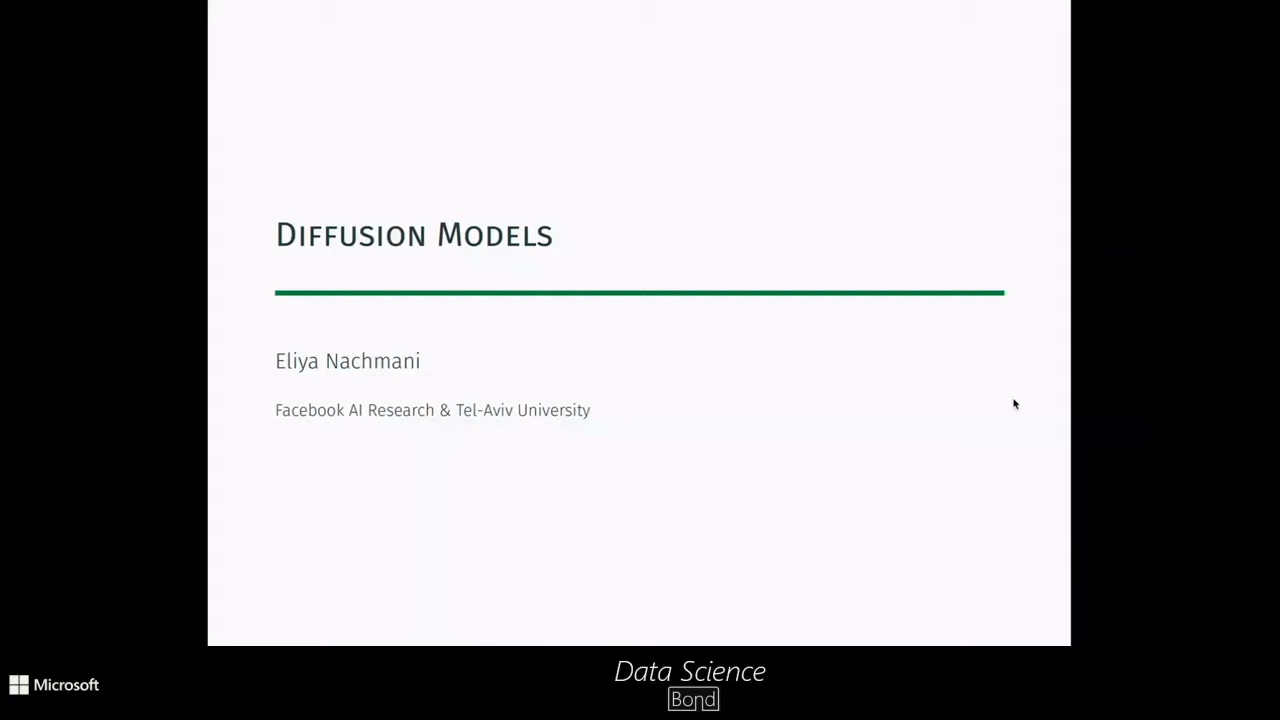 Diffusion Models
Eliya Nachmani
Facebook AI Research & Tel-Aviv University
Microsoft
Data Science
Bond